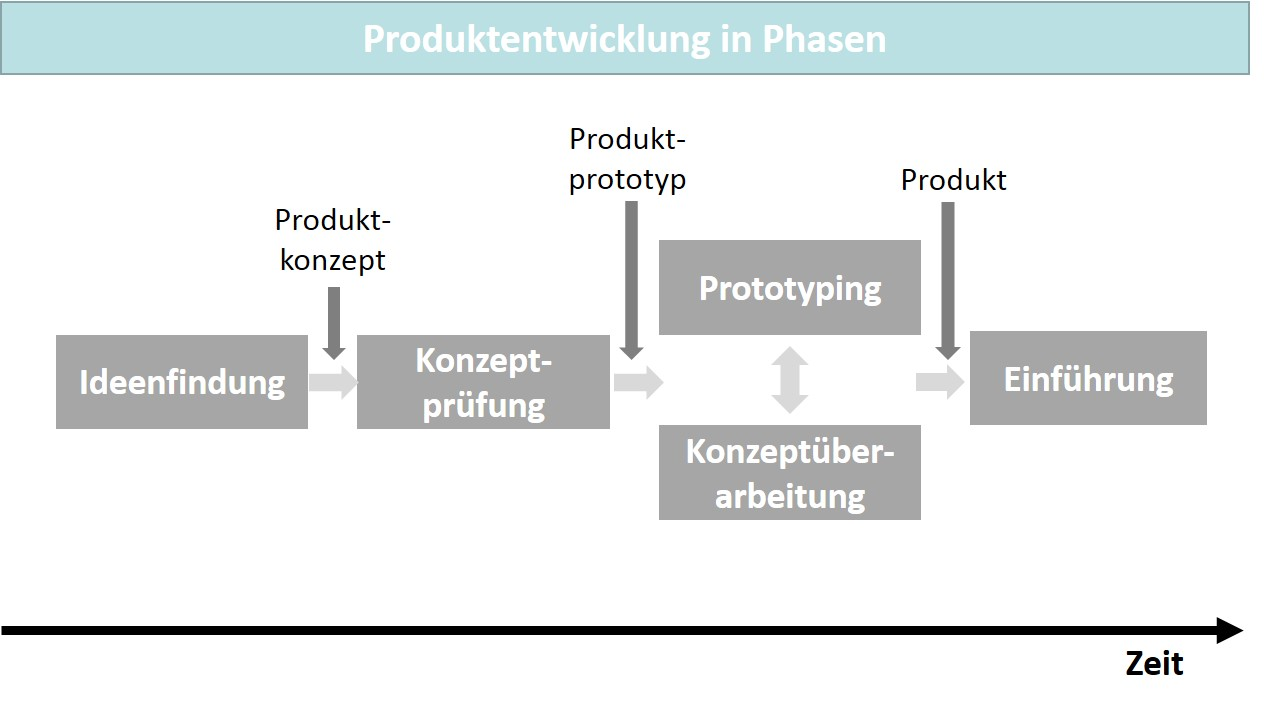 Produktentwicklung in Phasen
Produkt-
prototyp
Produkt
Produkt-
konzept
Prototyping
Ideenfindung
Konzept-
prüfung
Einführung
Konzeptüber-
arbeitung
Zeit